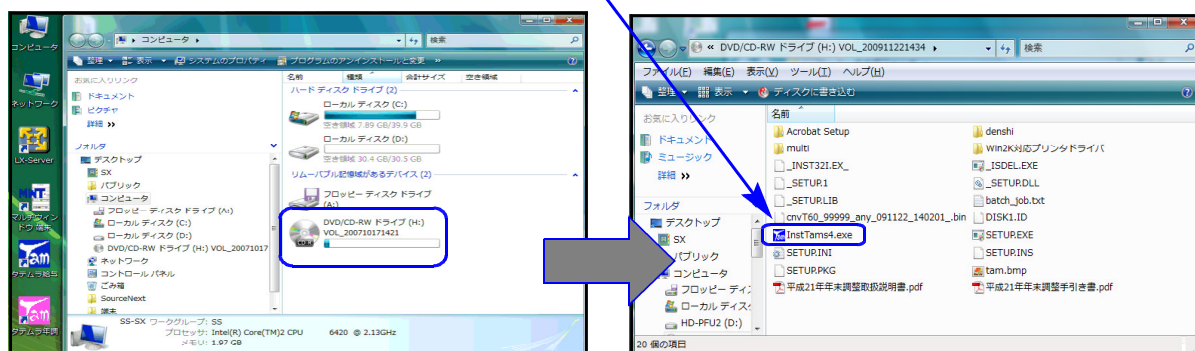 コンピュータ
ネットワーク
LX-Server
MNT
マルチウィン
ドウ 端末
Tam
タテムラ給与
Tam
タテムラ年調
コンピュータ
検索
整理 表示 システムのプロパティ プログラムのアンインストールと変更 »
お気に入りリンク
ドキュメント
ピクチャ
詳細 »
フォルダ
デスクトップ
SX
パブリック
コンピュータ
フロッピー ディスク ドライブ (A:)
ローカル ディスク (C:)
ローカル ディスク (D:)
DVD/CD-RW ドライブ (H:) VOL_20071017
ネットワーク
コントロール パネル
ごみ箱
SourceNext
端末
名前 種類 合計サイズ 空き領域
ハード ディスク ドライブ (2)
ローカル ディスク (C:)
空き領域 7.89 GB/39.9 GB
ローカル ディスク (D:)
空き領域 30.4 GB/30.5 GB
リムーバブル記憶域があるデバイス (2)
フロッピー ディスク ドライブ
(A:)
DVD/CD-RW ドライブ (H:)
VOL_200710171421
CD-R
SS-SX ワークグループ: SS
プロセッサ: Intel(R) Core(TM)2 CPU 6420 @ 2.13GHz
メモリ: 1.97 GB
« DVD/CD-RW ドライブ (H:) VOL_200911221434
検索
ファイル(F) 編集(E) 表示(V) ツール(T) ヘルプ(H)
整理 表示 ディスクに書き込む
お気に入りリンク
ドキュメント
ミュージック
詳細 »
フォルダ
デスクトップ
SX
パブリック
コンピュータ
フロッピー ディ
ローカル ディスク
HD-PFU2 (D:)
名前
Acrobat Setup
multi
_INST32I.EX_
_SETUP.1
_SETUP.LIB
cnvT60_99999_any_091122_140201_.bin
InstTams4.exe
SETUP.INI
SETUP.PKG
平成21年年末調整取扱説明書.pdf
denshi
Win2K対応プリンタドライバ
_ISDEL.EXE
_SETUP.DLL
batch_job.txt
DISK1.ID
SETUP.EXE
SETUP.INS
tam.bmp
平成21年年末調整手引き書.pdf
20 個の項目